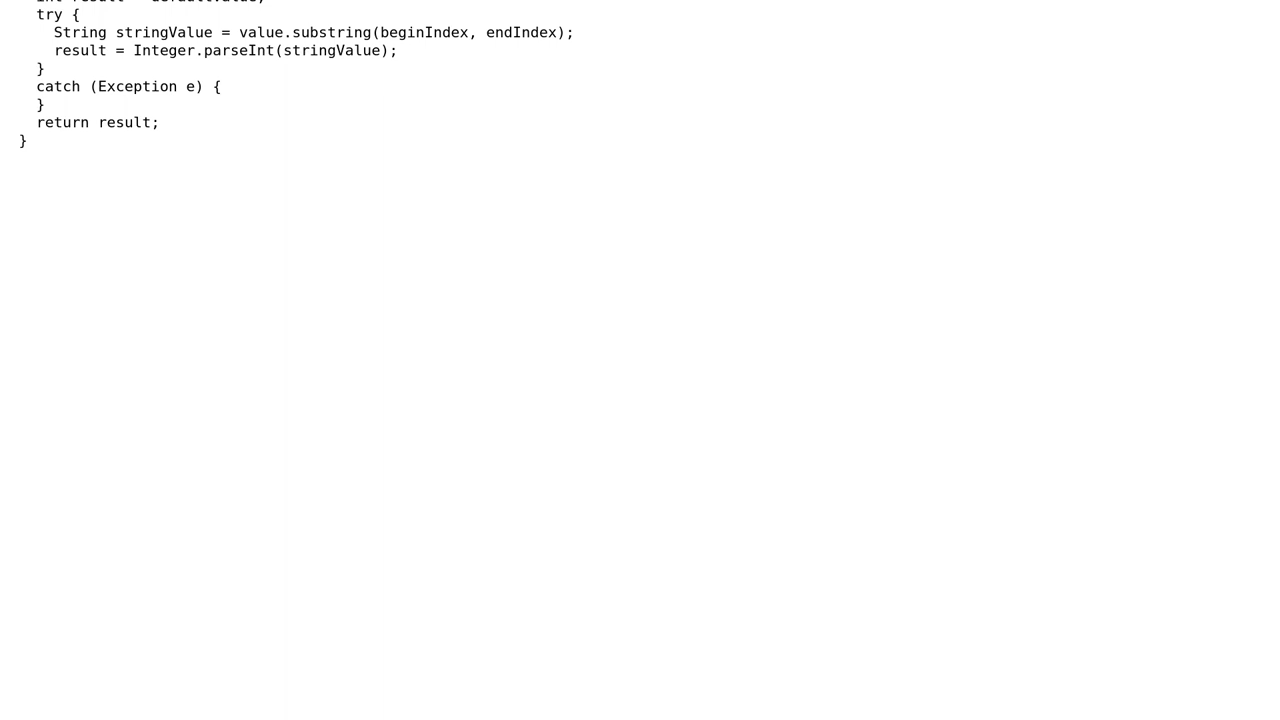 try {
String stringValue = value.substring(beginIndex, endIndex);
result = Integer.parseInt(stringValue);
}
catch (Exception e) {
}
return result;
}